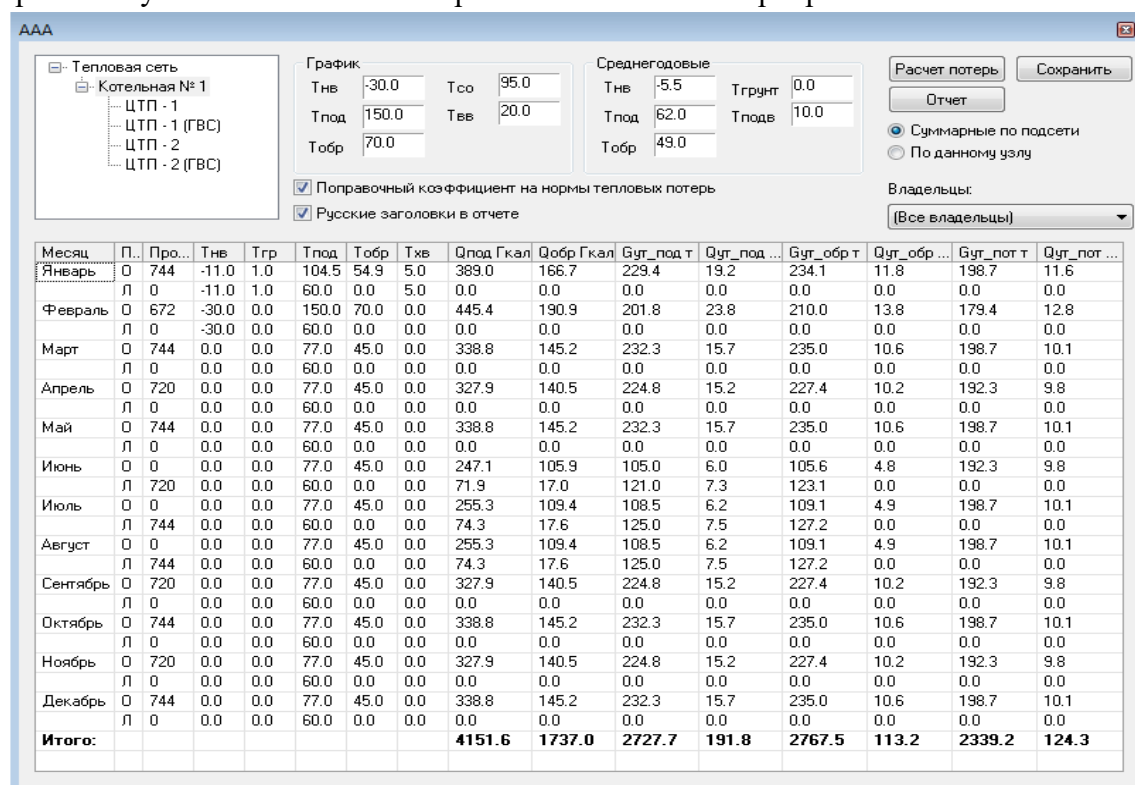 ААА
Тепловая сеть
Котельная № 1
ЦТП - 1
ЦТП - 1 (ГВС)
ЦТП - 2
ЦТП - 2 (ГВС)
График
Тнв -30.0 Тсо 95.0
Тпод 150.0 Твв 20.0
Тобр 70.0
Среднегодовые
Тнв -5.5 Тгрунт 0.0
Тпод 62.0 Тподв 10.0
Тобр 49.0
Расчет потерь Сохранить
Отчет
Суммарные по подсети
По данному узлу
Поправочный коэффициент на нормы тепловых потерь
Русские заголовки в отчете
Владельцы:
(Все владельцы)
Месяц П.. Про... Тнв Тгр Тпод Тобр Тхв Qпод Гкал Qобр Гкал Gут_под т Qут_под ... Gут_обр т Qут_обр ... Gут_пот т Qут_пот ...
Январь О 744 -11.0 1.0 104.5 54.9 5.0 389.0 166.7 229.4 19.2 234.1 11.8 198.7 11.6
Л 0 -11.0 1.0 60.0 0.0 5.0 0.0 0.0 0.0 0.0 0.0 0.0 0.0 0.0
Февраль О 672 -30.0 0.0 150.0 70.0 0.0 445.4 190.9 201.8 23.8 210.0 13.8 179.4 12.8
Л 0 -30.0 0.0 60.0 0.0 0.0 0.0 0.0 0.0 0.0 0.0 0.0 0.0 0.0
Март О 744 0.0 0.0 77.0 45.0 0.0 338.8 145.2 232.3 15.7 235.0 10.6 198.7 10.1
Л 0 0.0 0.0 60.0 0.0 0.0 0.0 0.0 0.0 0.0 0.0 0.0 0.0 0.0
Апрель О 720 0.0 0.0 77.0 45.0 0.0 327.9 140.5 224.8 15.2 227.4 10.2 192.3 9.8
Л 0 0.0 0.0 60.0 0.0 0.0 0.0 0.0 0.0 0.0 0.0 0.0 0.0 0.0
Май О 744 0.0 0.0 77.0 45.0 0.0 338.8 145.2 232.3 15.7 235.0 10.6 198.7 10.1
Л 0 0.0 0.0 60.0 0.0 0.0 0.0 0.0 0.0 0.0 0.0 0.0 0.0 0.0
Июнь О 0 0.0 0.0 77.0 45.0 0.0 247.1 105.9 105.0 6.0 105.6 4.8 192.3 9.8
Л 720 0.0 0.0 60.0 0.0 0.0 71.9 17.0 121.0 7.3 123.1 0.0 0.0 0.0
Июль О 0 0.0 0.0 77.0 45.0 0.0 255.3 109.4 108.5 6.2 109.1 4.9 198.7 10.1
Л 744 0.0 0.0 60.0 0.0 0.0 74.3 17.6 125.0 7.5 127.2 0.0 0.0 0.0
Август О 0 0.0 0.0 77.0 45.0 0.0 255.3 109.4 108.5 6.2 109.1 4.9 198.7 10.1
Л 744 0.0 0.0 60.0 0.0 0.0 74.3 17.6 125.0 7.5 127.2 0.0 0.0 0.0
Сентябрь О 720 0.0 0.0 77.0 45.0 0.0 327.9 140.5 224.8 15.2 227.4 10.2 192.3 9.8
Л 0 0.0 0.0 60.0 0.0 0.0 0.0 0.0 0.0 0.0 0.0 0.0 0.0 0.0
Октябрь О 744 0.0 0.0 77.0 45.0 0.0 338.8 145.2 232.3 15.7 235.0 10.6 198.7 10.1
Л 0 0.0 0.0 60.0 0.0 0.0 0.0 0.0 0.0 0.0 0.0 0.0 0.0 0.0
Ноябрь О 720 0.0 0.0 77.0 45.0 0.0 327.9 140.5 224.8 15.2 227.4 10.2 192.3 9.8
Л 0 0.0 0.0 60.0 0.0 0.0 0.0 0.0 0.0 0.0 0.0 0.0 0.0 0.0
Декабрь О 744 0.0 0.0 77.0 45.0 0.0 338.8 145.2 232.3 15.7 235.0 10.6 198.7 10.1
Л 0 0.0 0.0 60.0 0.0 0.0 0.0 0.0 0.0 0.0 0.0 0.0 0.0 0.0
Итого: 4151.6 1737.0 2727.7 191.8 2767.5 113.2 2339.2 124.3